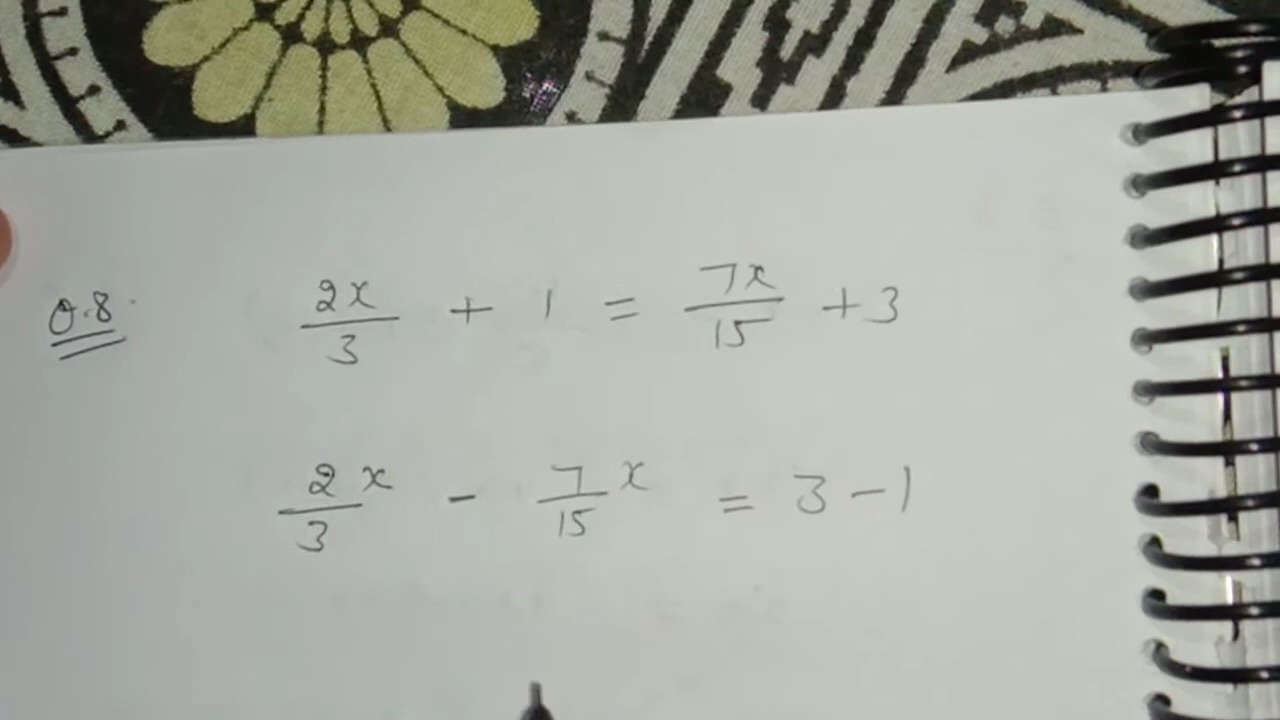 Q.8. 2x/3 + 1 = 7x/15 + 3
2/3 x - 7/15 x = 3 - 1